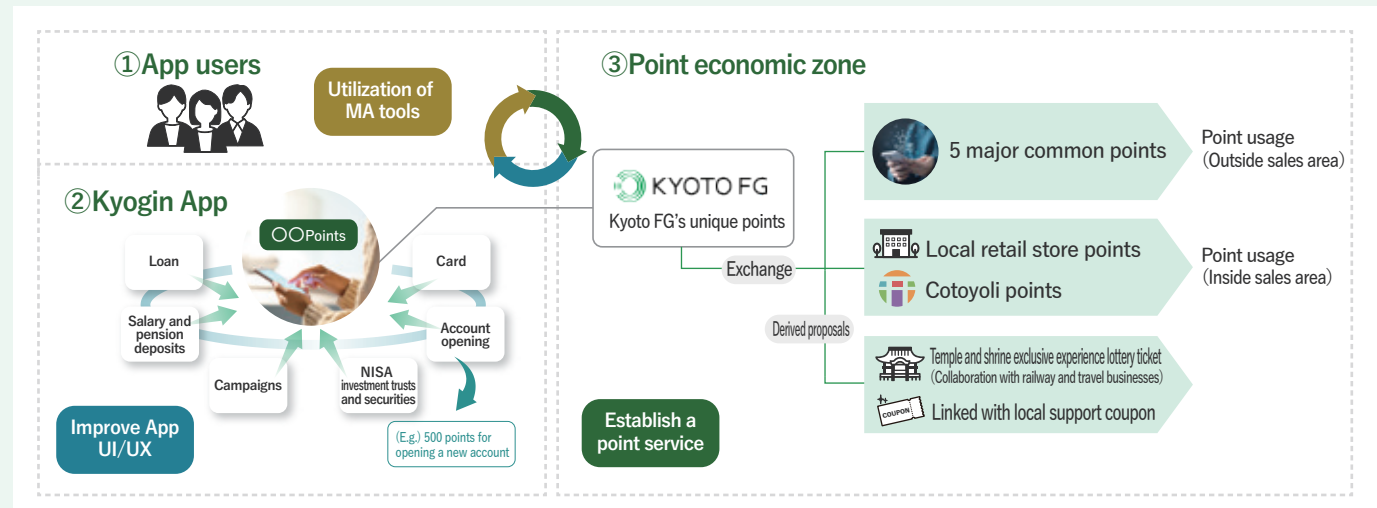 ①App users
Utilization of
MA tools
②Kyogin App
〇〇Points
Loan
Card
Salary and
pension
deposits
Account
opening
Campaigns
NISA
investment trusts
and securities
Improve App
UI/UX
(E.g.) 500 points for
opening a new account
③Point economic zone
KYOTO FG
Kyoto FG's unique points
Exchange
Derived proposals
5 major common points
Point usage
(Outside sales area)
Local retail store points
Cotoyoli points
Point usage
(Inside sales area)
Temple and shrine exclusive experience lottery ticket
(Collaboration with railway and travel businesses)
COUPON
Linked with local support coupon
Establish a
point service